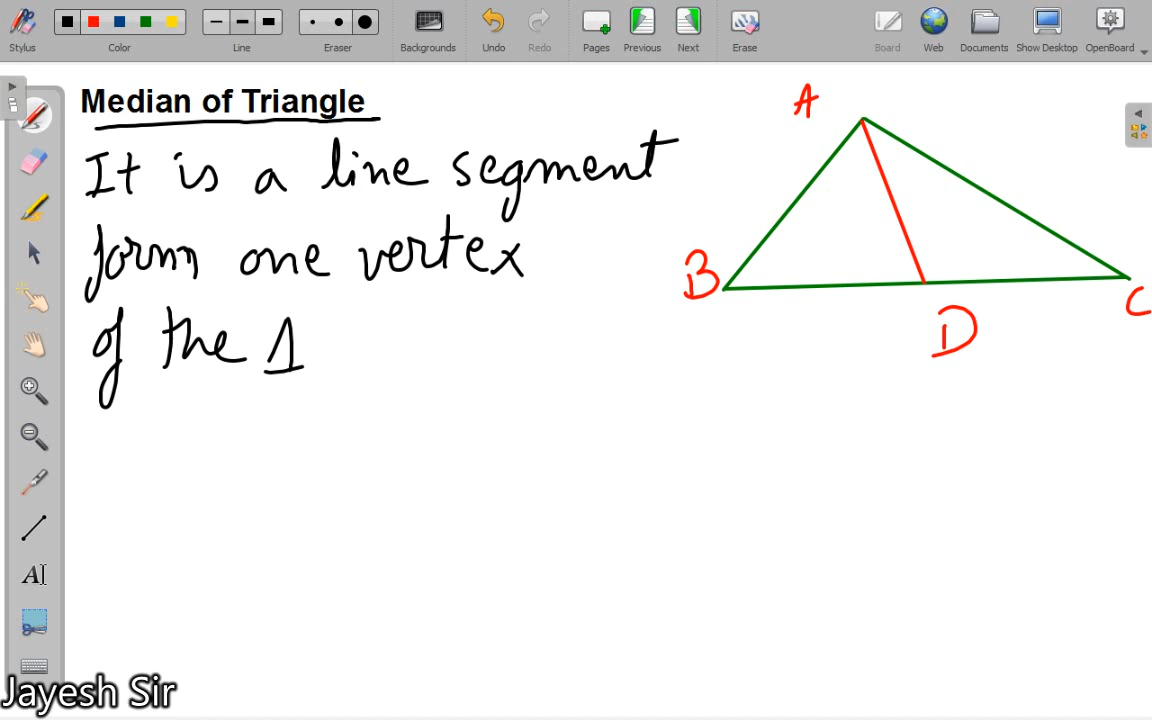 Stylus Color Line Eraser Backgrounds Undo Redo Pages Previous Next Erase Board Web Documents Show Desktop OpenBoard
Median of Triangle
It is a line segment
form one vertex
of the
A
B
C
D
AI
Jayesh Sir